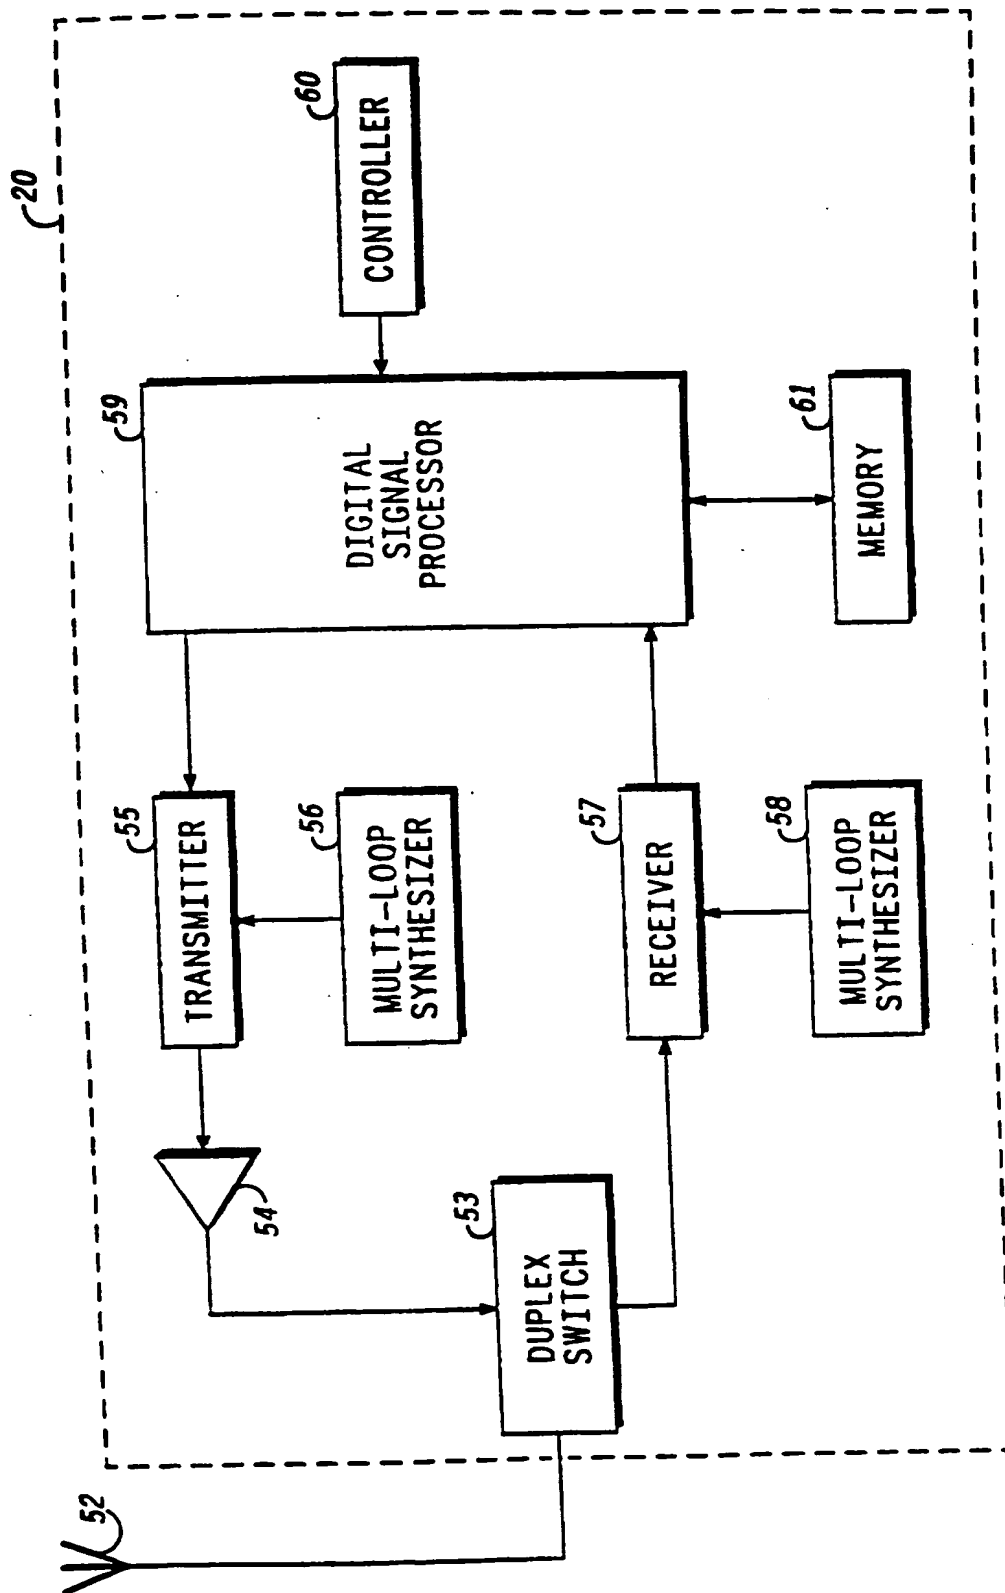 20
52
53
DUPLEX
SWITCH
54
55
TRANSMITTER
56
MULTI-LOOP
SYNTHESIZER
57
RECEIVER
58
MULTI-LOOP
SYNTHESIZER
59
DIGITAL
SIGNAL
PROCESSOR
60
CONTROLLER
61
MEMORY